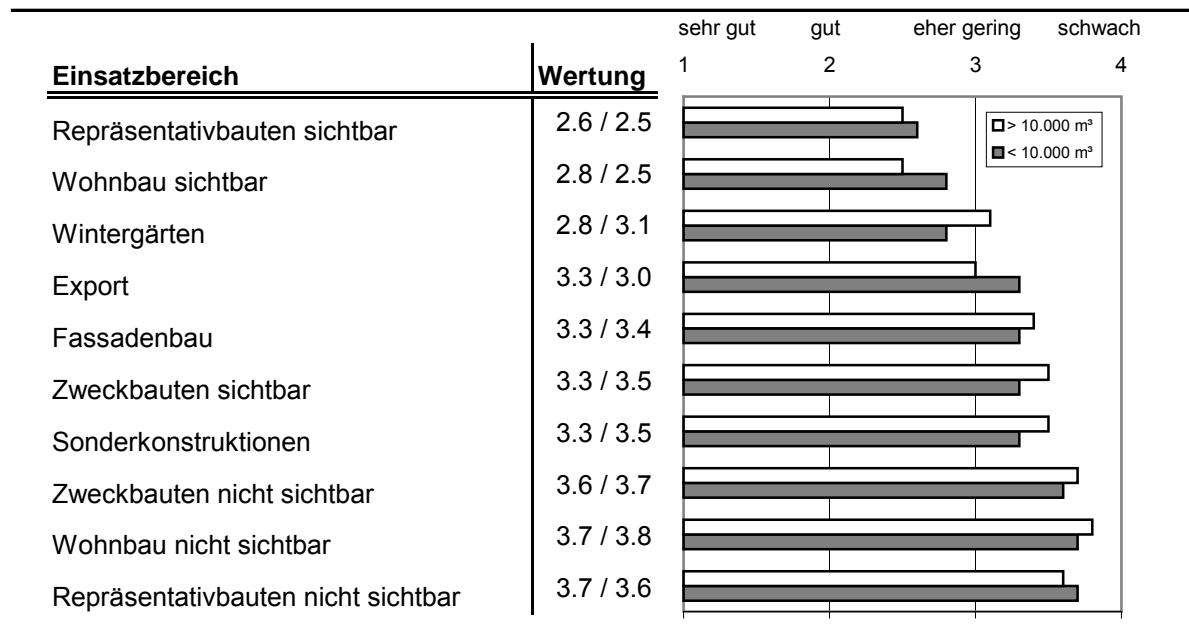 sehr gut gut eher gering schwach
Einsatzbereich Wertung 1 2 3 4
Repräsentativbauten sichtbar 2.6 / 2.5
> 10.000 m³
< 10.000 m³
Wohnbau sichtbar 2.8 / 2.5
Wintergärten 2.8 / 3.1
Export 3.3 / 3.0
Fassadenbau 3.3 / 3.4
Zweckbauten sichtbar 3.3 / 3.5
Sonderkonstruktionen 3.3 / 3.5
Zweckbauten nicht sichtbar 3.6 / 3.7
Wohnbau nicht sichtbar 3.7 / 3.8
Repräsentativbauten nicht sichtbar 3.7 / 3.6